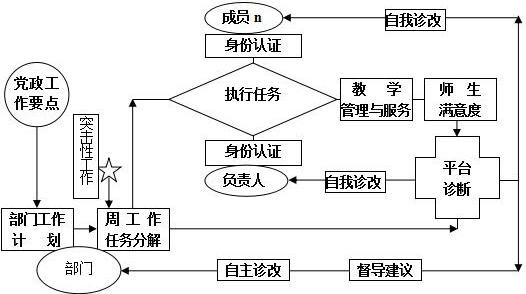 成员n
自我诊改
身份认证
党政工
作要点
执行任务
教 学
管理与服务
师 生
满意度
突击性工作
身份认证
平台
诊断
负责人
自我诊改
部门工作
计 划
周 工 作
任务分解
部门
自主诊改
督导建议